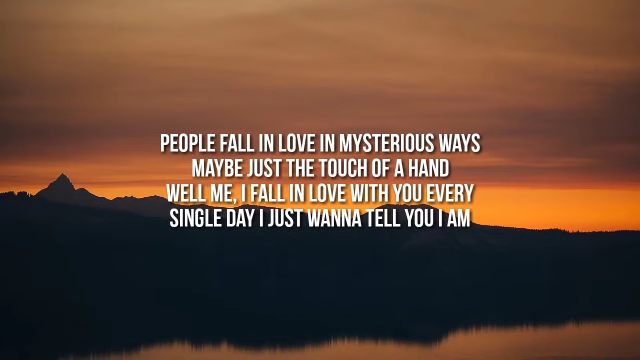 PEOPLE FALL IN LOVE IN MYSTERIOUS WAYS
MAYBE JUST THE TOUCH OF A HAND
WELL ME, I FALL IN LOVE WITH YOU EVERY
SINGLE DAY I JUST WANNA TELL YOU I AM